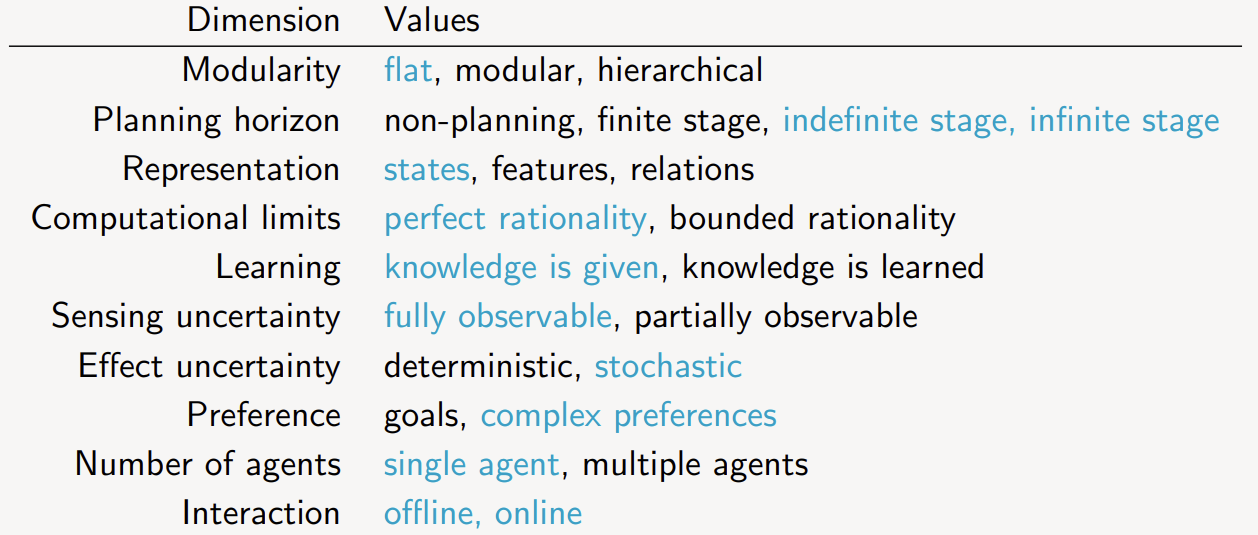 Dimension Values
Modularity flat, modular, hierarchical
Planning horizon non-planning, finite stage, indefinite stage, infinite stage
Representation states, features, relations
Computational limits perfect rationality, bounded rationality
Learning knowledge is given, knowledge is learned
Sensing uncertainty fully observable, partially observable
Effect uncertainty deterministic, stochastic
Preference goals, complex preferences
Number of agents single agent, multiple agents
Interaction offline, online